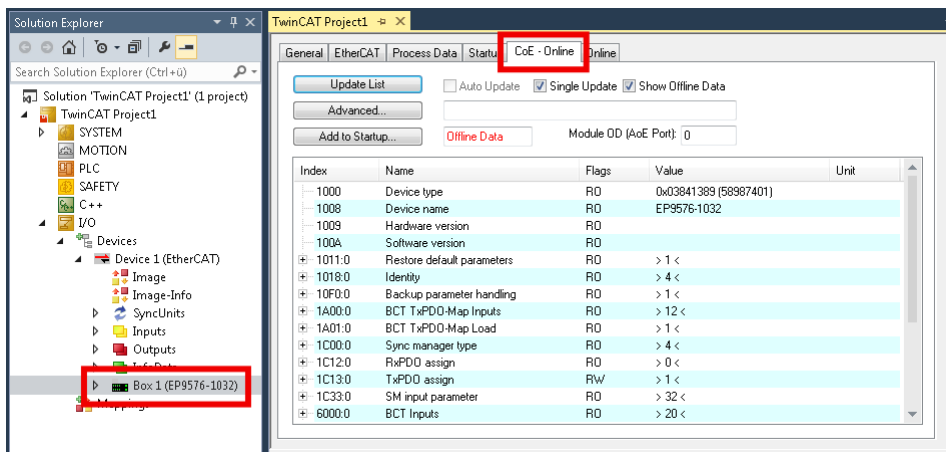 Solution Explorer
Search Solution Explorer (Ctrl+ü)
Solution 'TwinCAT Project1' (1 project)
TwinCAT Project1
SYSTEM
MOTION
PLC
SAFETY
C++
I/O
Devices
Device 1 (EtherCAT)
Image
Image-Info
SyncUnits
Inputs
Outputs
InfoData
Box 1 (EP9576-1032)
Mappings
TwinCAT Project1
General EtherCAT Process Data Startu CoE - Online Online
Update List Auto Update Single Update Show Offline Data
Advanced...
Add to Startup... Offline Data Module OD (AoE Port): 0
Index Name Flags Value Unit
1000 Device type RO 0x03841389 (58987401)
1008 Device name RO EP9576-1032
1009 Hardware version RO
100A Software version RO
1011:0 Restore default parameters RO > 1 <
1018:0 Identity RO > 4 <
10F0:0 Backup parameter handling RO > 1 <
1A00:0 BCT TxPDO-Map Inputs RO > 12 <
1A01:0 BCT TxPDO-Map Load RO > 1 <
1C00:0 Sync manager type RO > 4 <
1C12:0 RxPDO assign RO > 0 <
1C13:0 TxPDO assign RW > 1 <
1C33:0 SM input parameter RO > 32 <
6000:0 BCT Inputs RO > 20 <